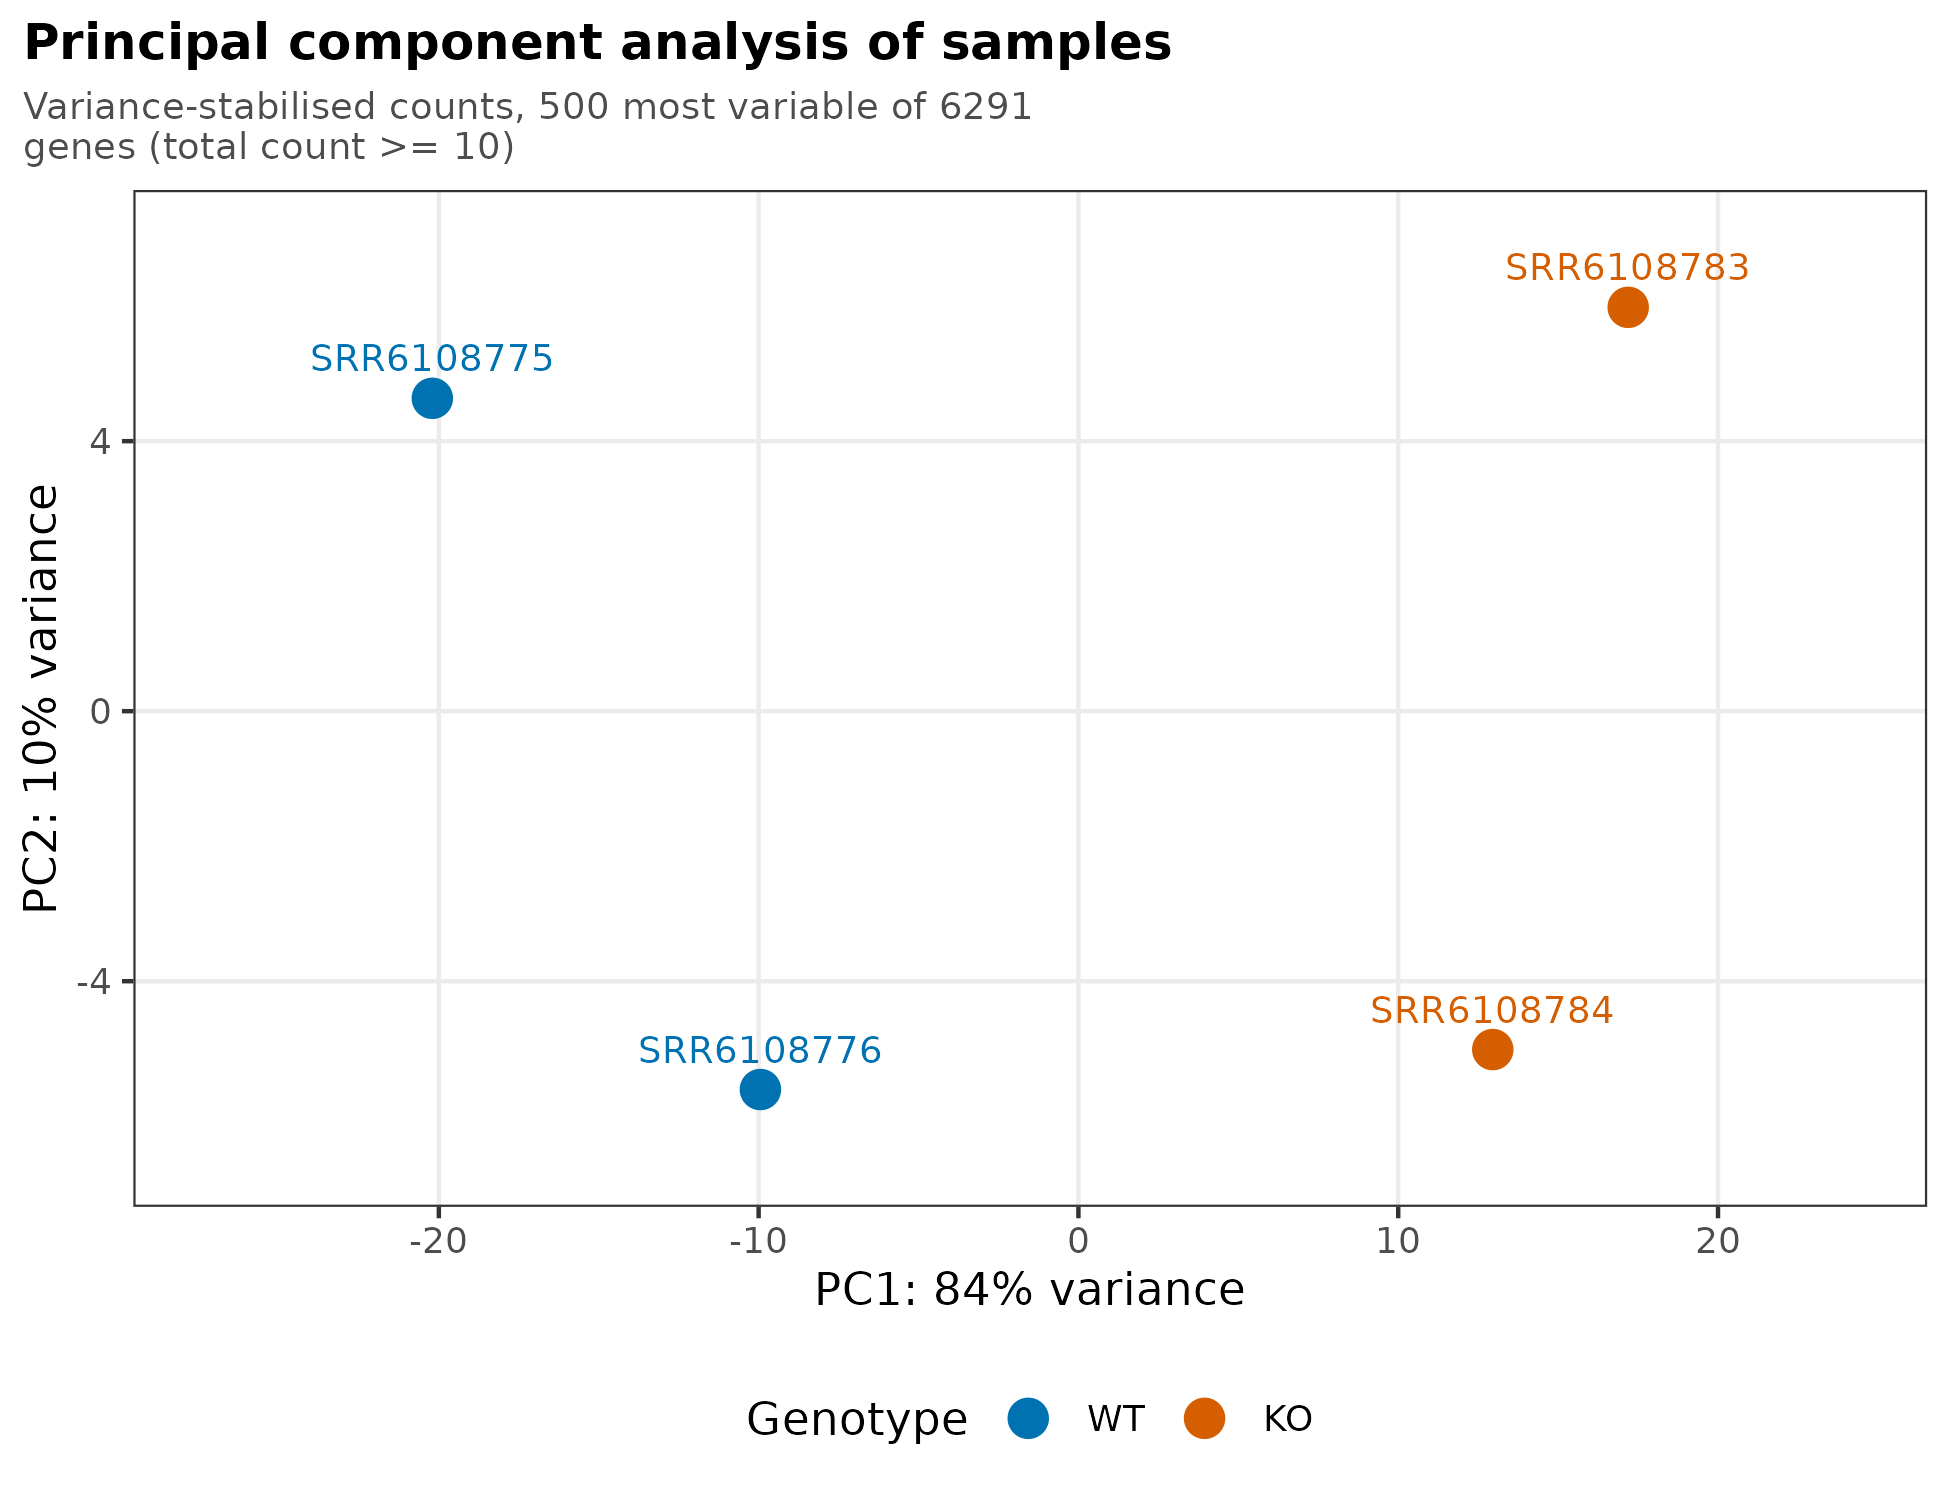 Principal component analysis of samples
Variance-stabilised counts, 500 most variable of 6291
genes (total count >= 10)
SRR6108783
SRR6108775
4
0
-4
SRR6108784
SRR6108776
PC2: 10% variance
-20
-10
0
10
20
PC1: 84% variance
Genotype WT KO